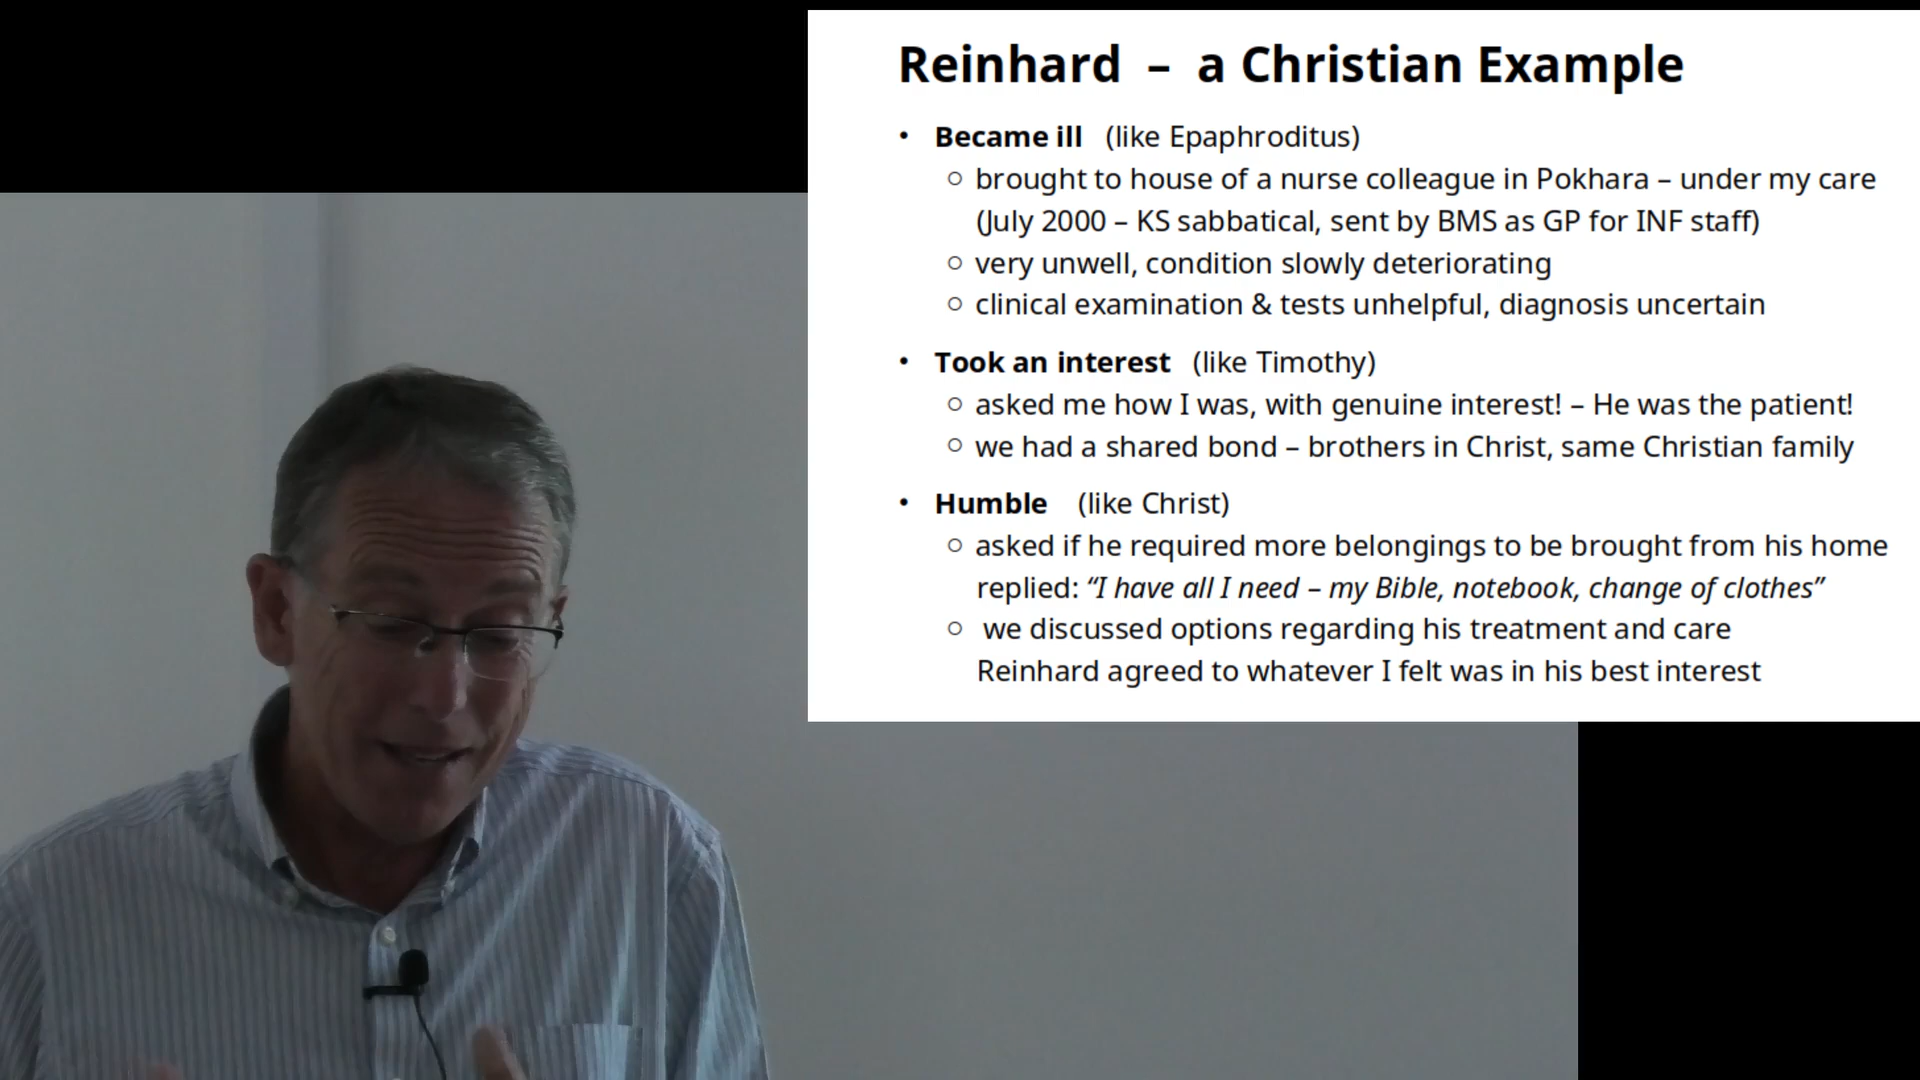 Reinhard – a Christian Example
• Became ill (like Epaphroditus)
○ brought to house of a nurse colleague in Pokhara – under my care
(July 2000 – KS sabbatical, sent by BMS as GP for INF staff)
○ very unwell, condition slowly deteriorating
○ clinical examination & tests unhelpful, diagnosis uncertain
• Took an interest (like Timothy)
○ asked me how I was, with genuine interest! – He was the patient!
○ we had a shared bond – brothers in Christ, same Christian family
• Humble (like Christ)
○ asked if he required more belongings to be brought from his home
replied: “I have all I need – my Bible, notebook, change of clothes”
○ we discussed options regarding his treatment and care
Reinhard agreed to whatever I felt was in his best interest